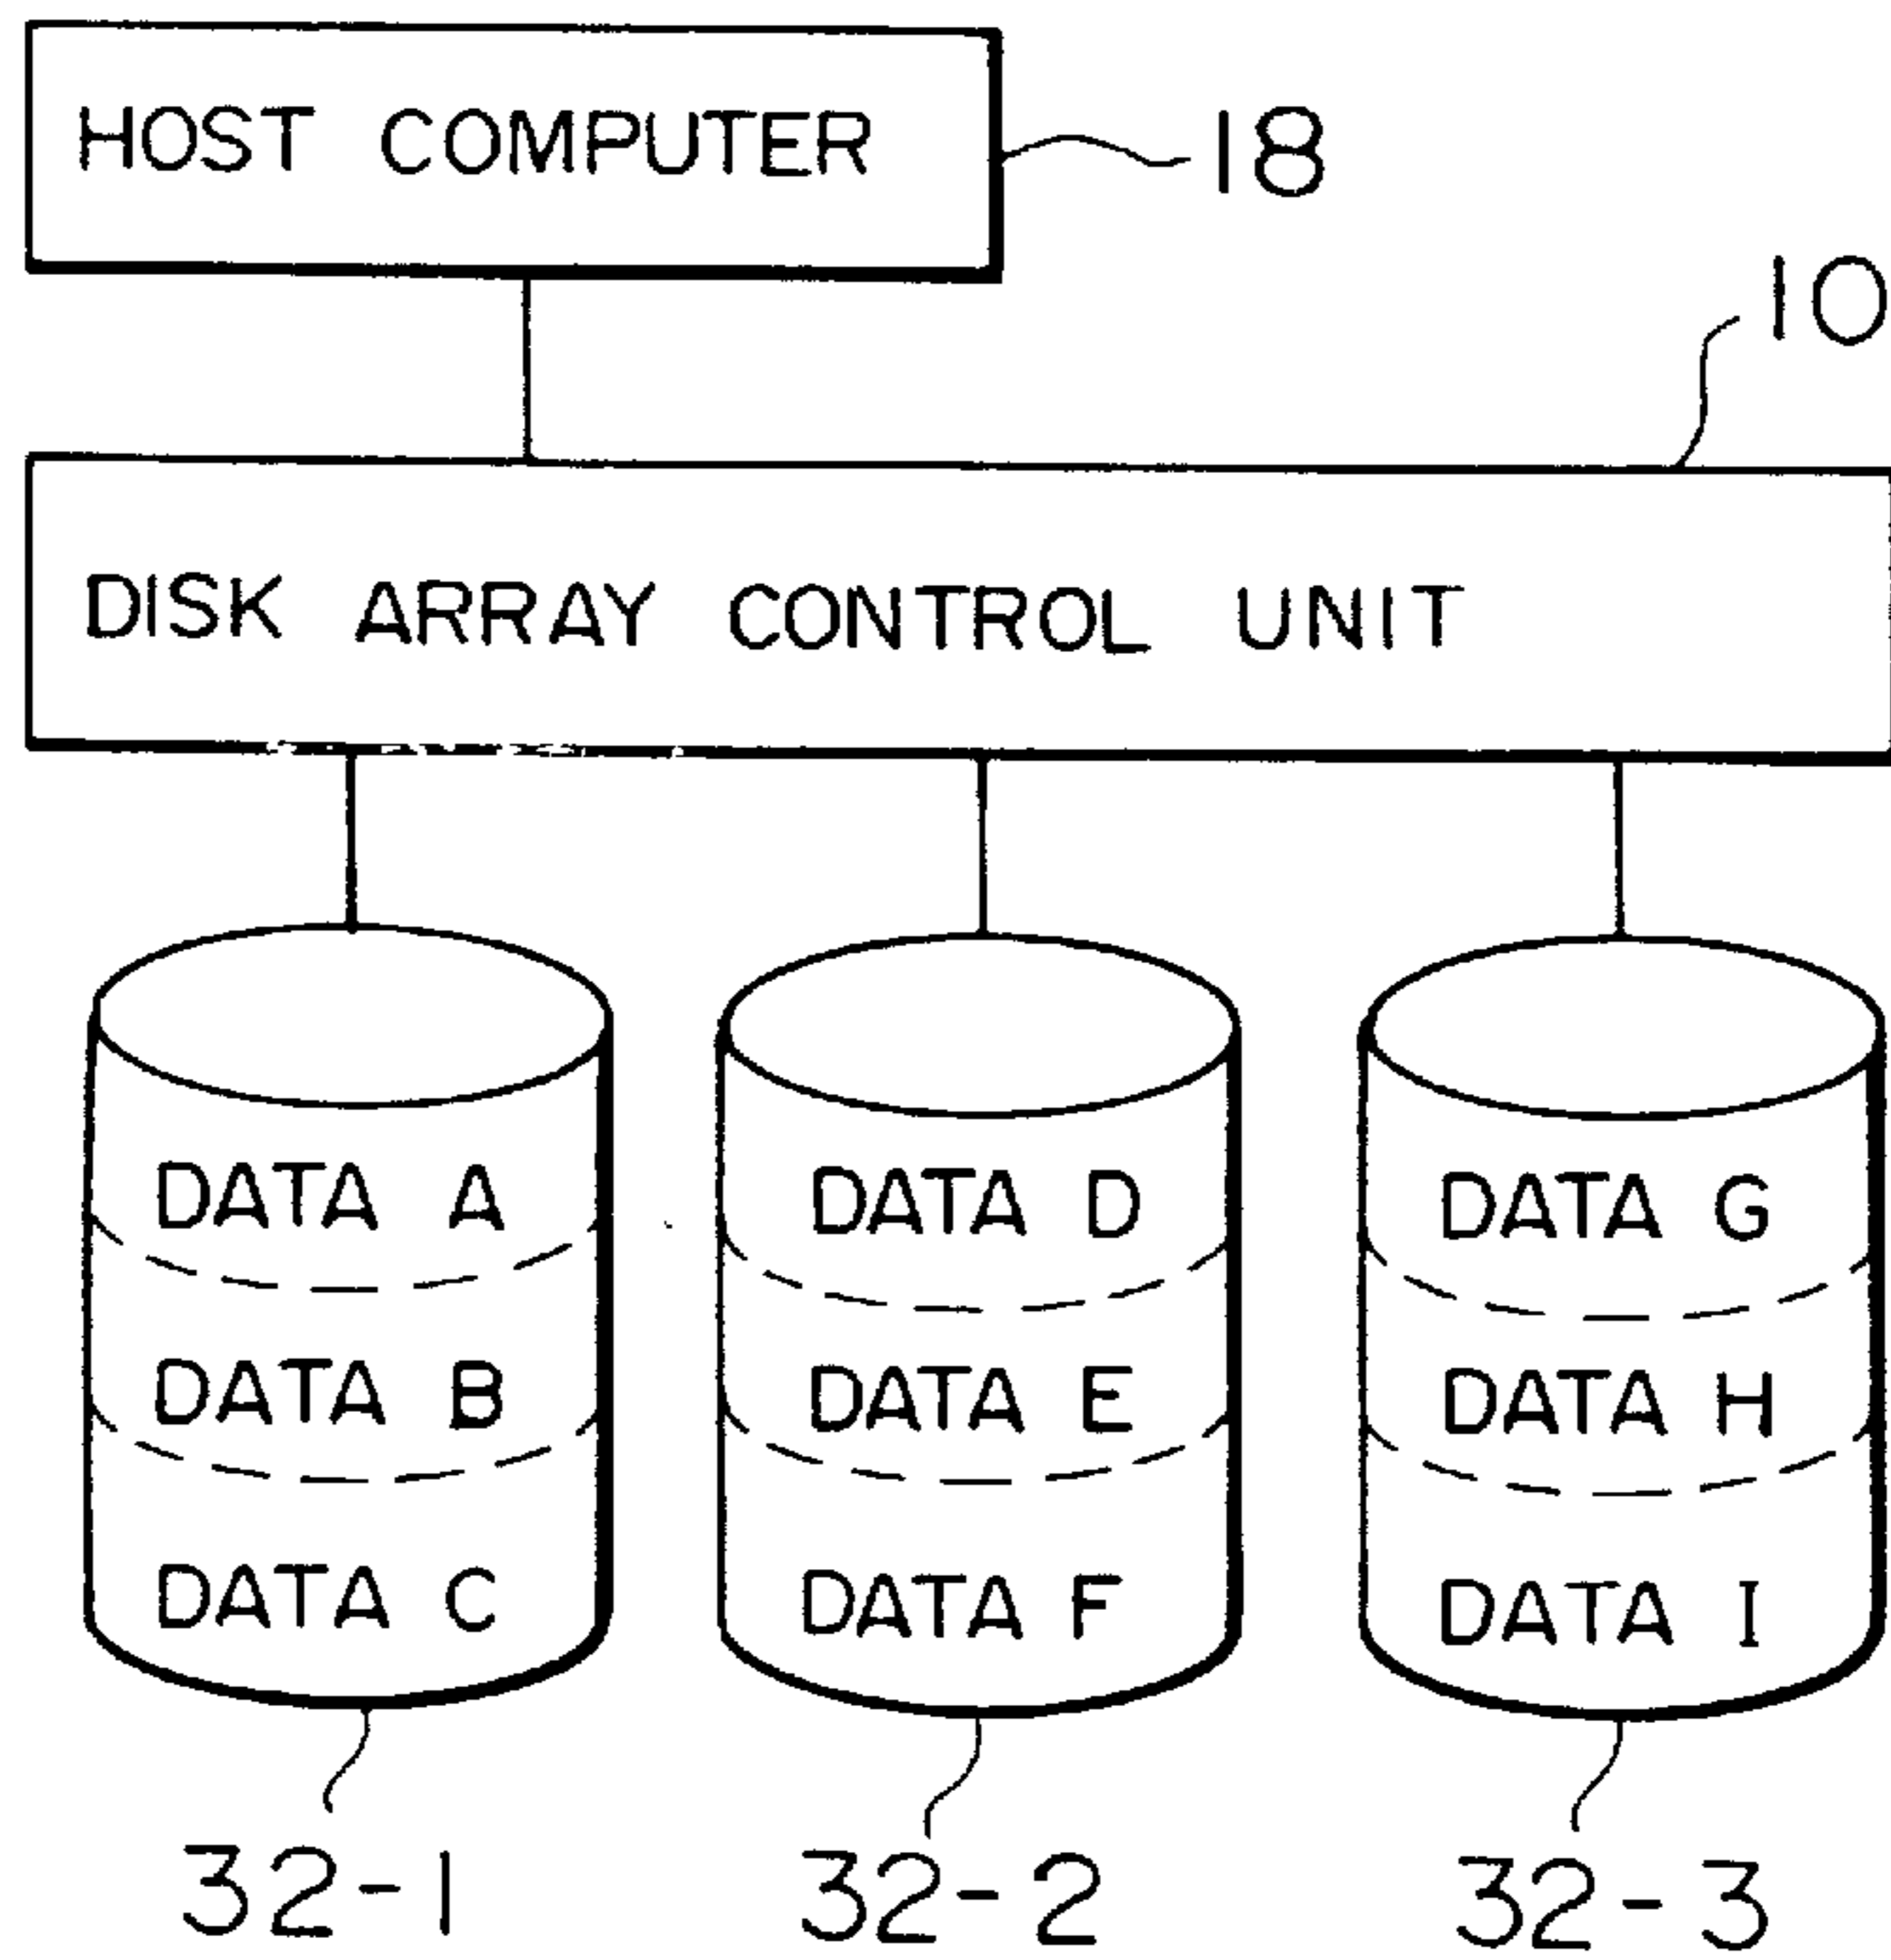 HOST COMPUTER
18
10
DISK ARRAY CONTROL UNIT
DATA A
DATA B
DATA C
DATA D
DATA E
DATA F
DATA G
DATA H
DATA I
32-1
32-2
32-3